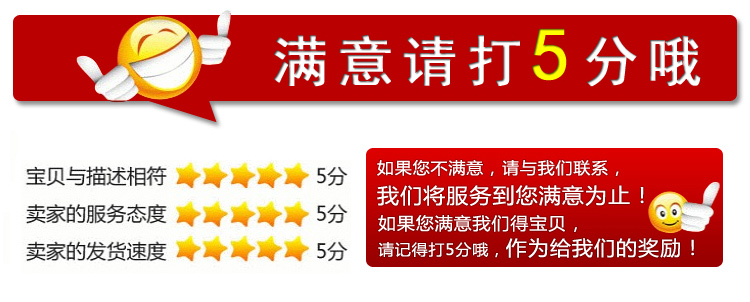 满意请打5分哦
宝贝与描述相符 5分
卖家的服务态度 5分
卖家的发货速度 5分
如果您不满意，请与我们联系，
我们将服务到您满意为止！
如果您满意我们得宝贝，
请记得打5分哦，作为给我们的奖励！